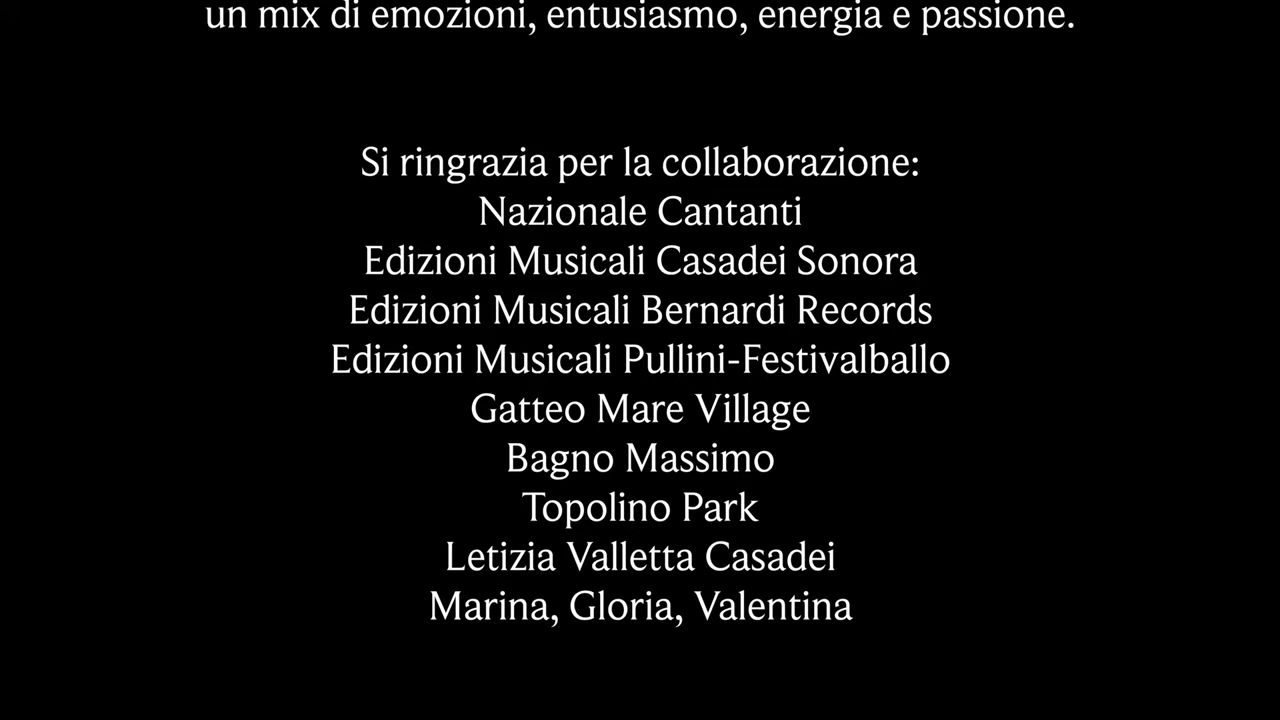 un mix di emozioni, entusiasmo, energia e passione.
Si ringrazia per la collaborazione:
Nazionale Cantanti
Edizioni Musicali Casadei Sonora
Edizioni Musicali Bernardi Records
Edizioni Musicali Pullini-Festivalballo
Gatteo Mare Village
Bagno Massimo
Topolino Park
Letizia Valletta Casadei
Marina, Gloria, Valentina